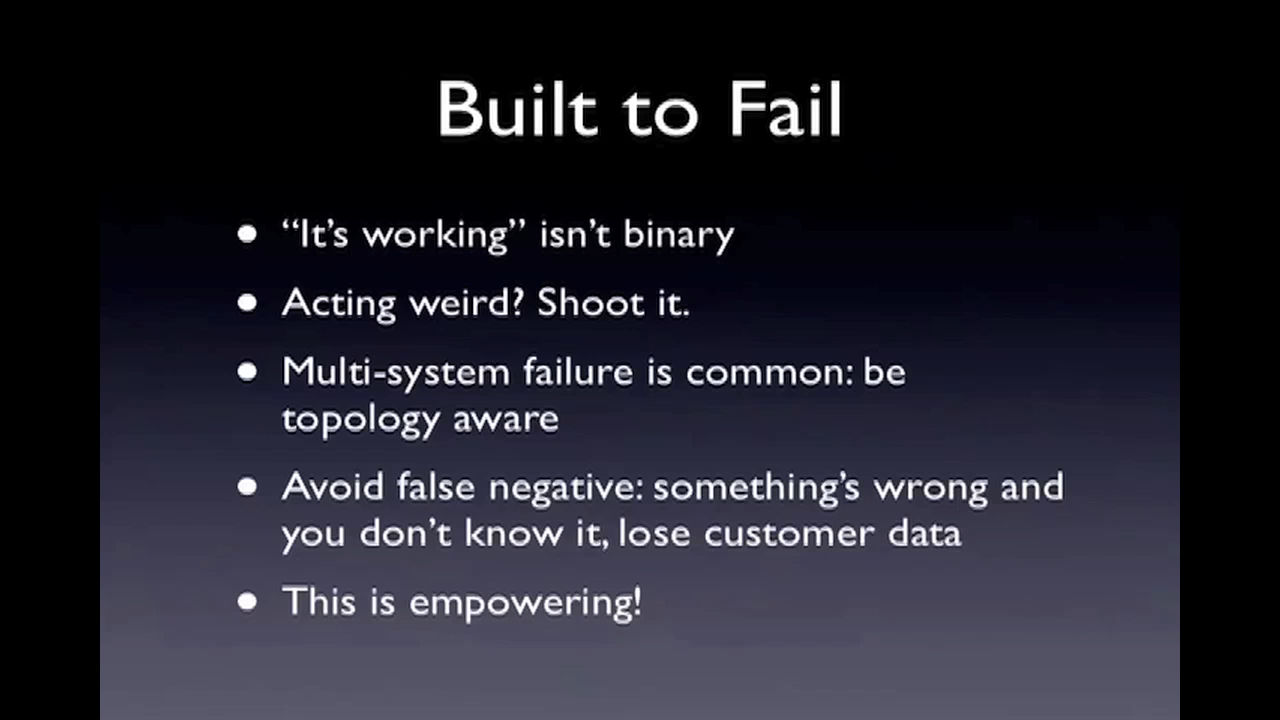 Built to Fail
• “It’s working” isn’t binary
• Acting weird? Shoot it.
• Multi-system failure is common: be
topology aware
• Avoid false negative: something’s wrong and
you don’t know it, lose customer data
• This is empowering!